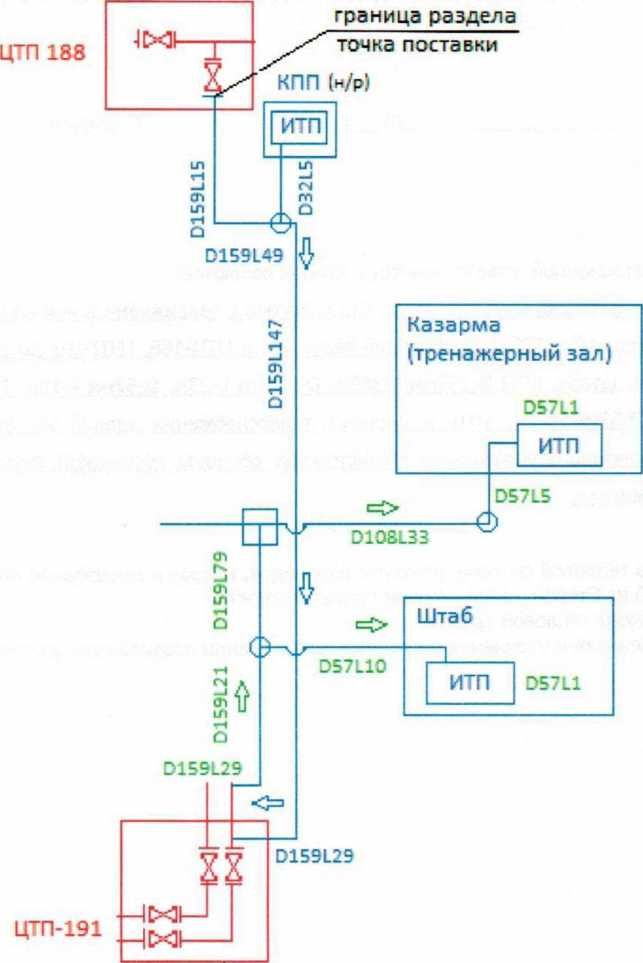 граница раздела
точка поставки
ЦТП 188
КПП (н/р)
ИТП
D159L15
D32L5
D159L49
D159L147
Казарма
(тренажерный зал)
D57L1
ИТП
D57L5
D108L33
D159L79
Штаб
D57L10
ИТП
D57L1
D159L21
D159L29
D159L29
ЦТП-191